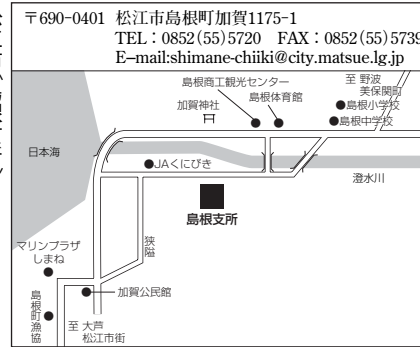 〒690-0401 松江市島根町加賀1175-1
TEL：0852(55)5720 FAX：0852(55)5739
E-mail:shimane-chiiki@city.matsue.lg.jp
島根商工観光センター
加賀神社
島根体育館
至 野波
美保関町
島根小学校
島根中学校
日本海
JAくにびき
澄水川
島根支所
狭隘
マリンプラザ
しまね
加賀公民館
島根町漁協
至 大芦
松江市街